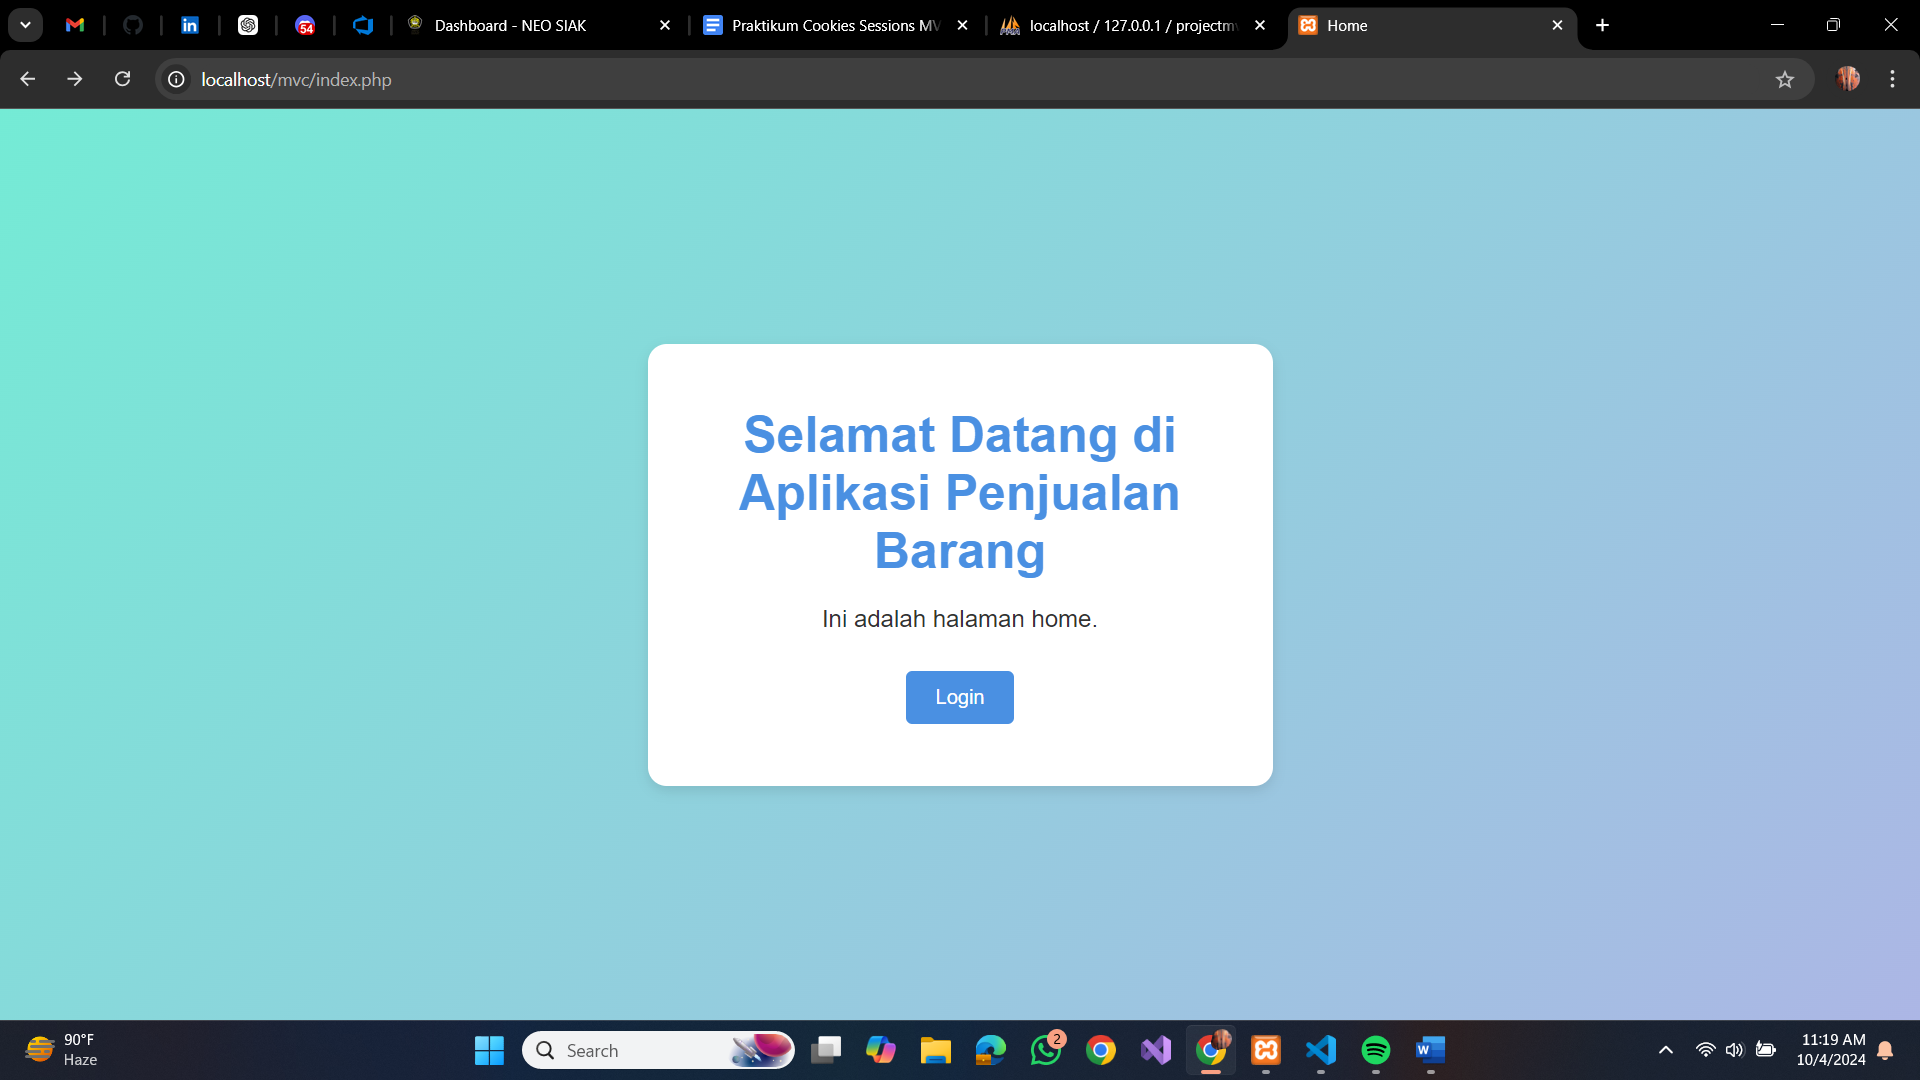 Dashboard - NEO SIAK
Praktikum Cookies Sessions MV
localhost / 127.0.0.1 / projectm
Home
localhost/mvc/index.php
Selamat Datang di
Aplikasi Penjualan
Barang
Ini adalah halaman home.
Login
90°F
Haze
Search
2
11:19 AM
10/4/2024
54